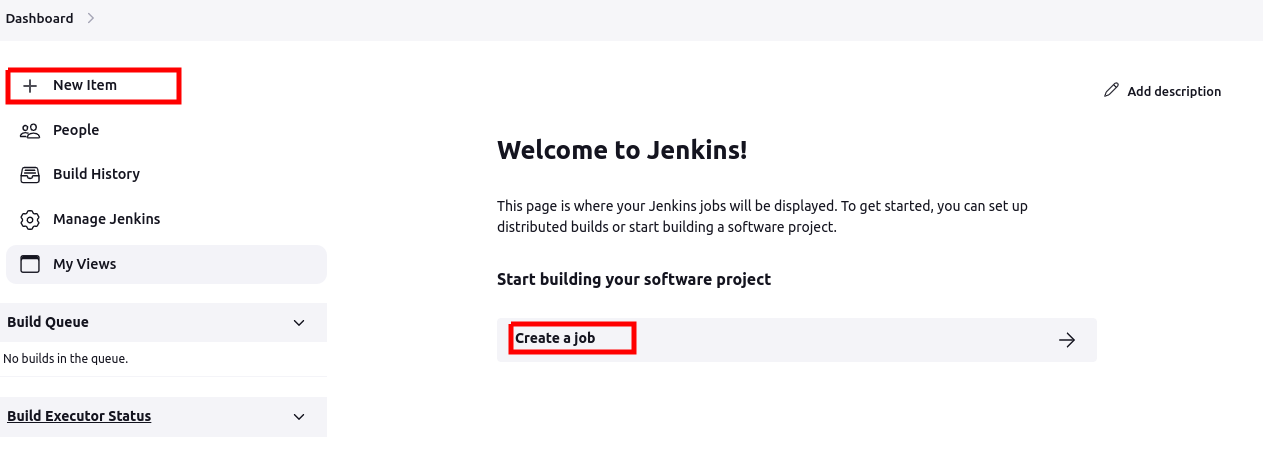 Dashboard
New Item
People
Build History
Manage Jenkins
My Views
Build Queue
No builds in the queue.
Build Executor Status
Add description
Welcome to Jenkins!
This page is where your Jenkins jobs will be displayed. To get started, you can set up
distributed builds or start building a software project.
Start building your software project
Create a job